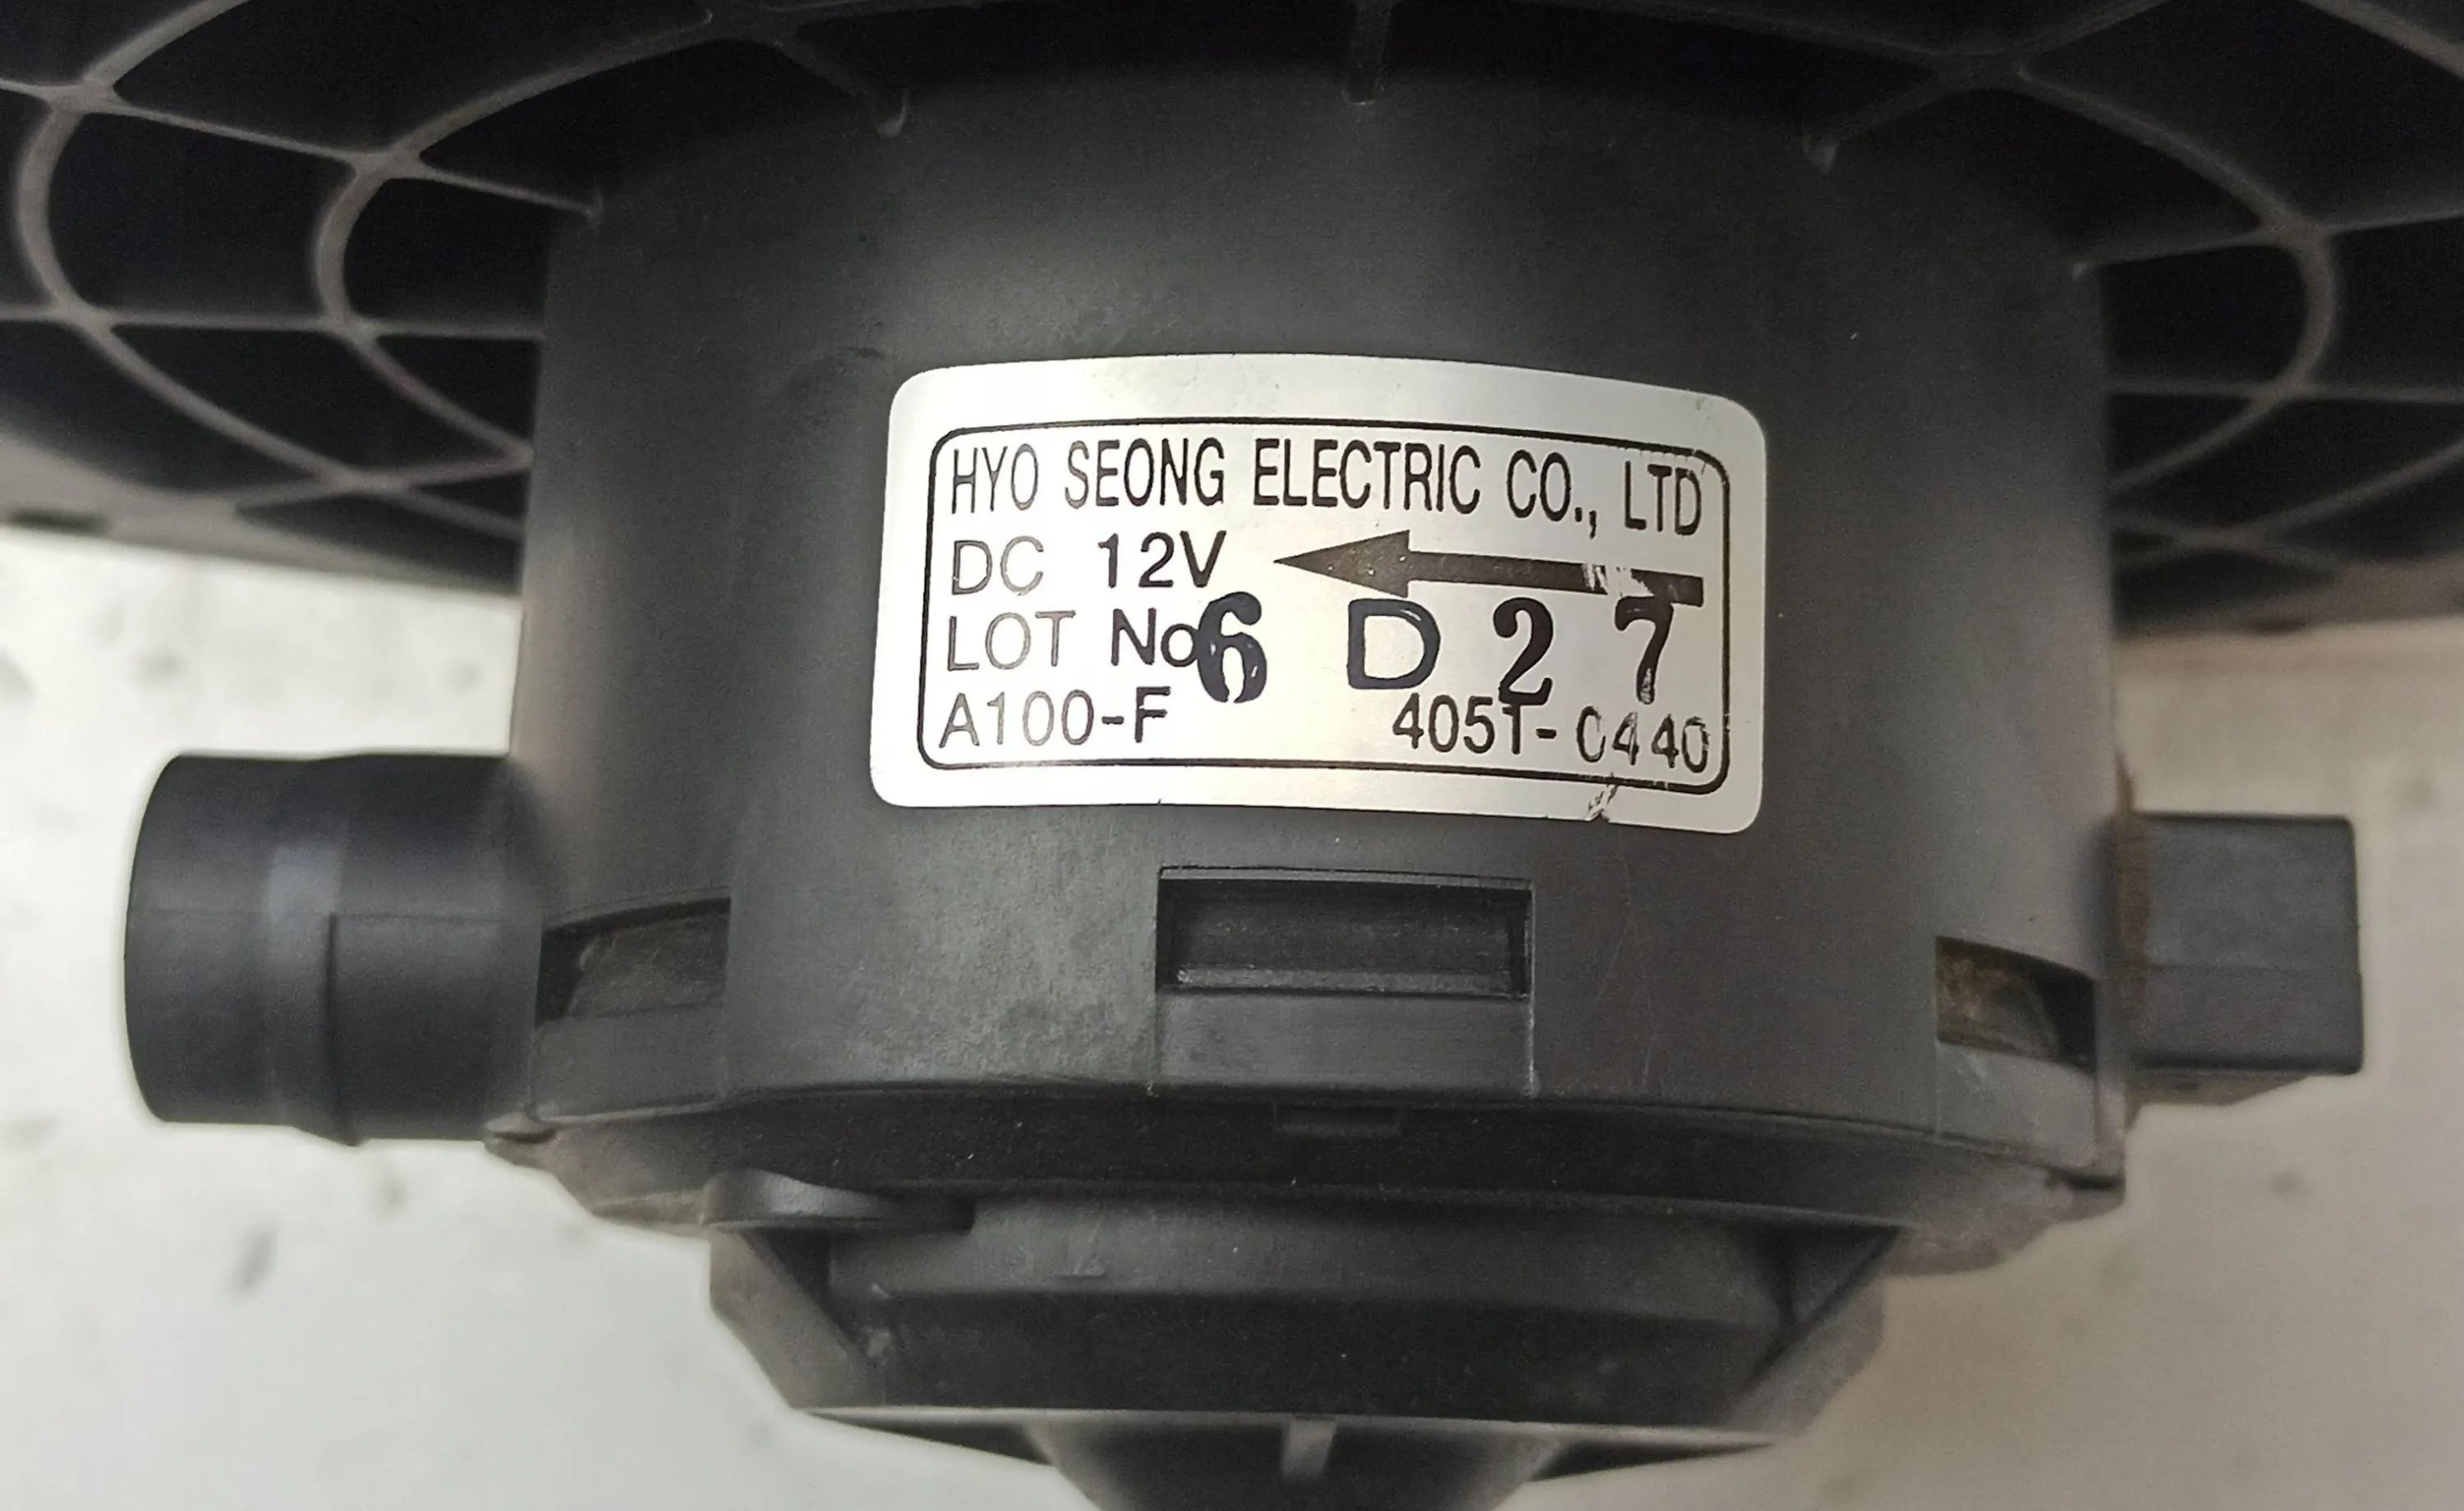 HYO SEONG ELECTRIC CO., LTD
DC 12V
LOT No 6 D 2 7
A100-F 4051-0440